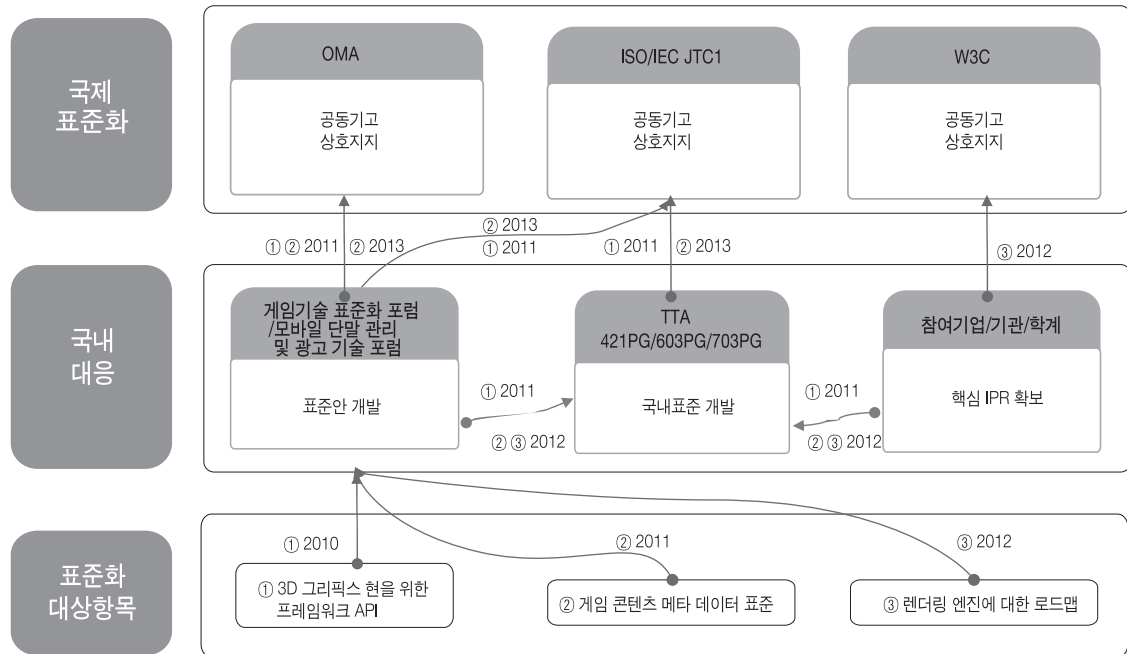 국제
표준화
OMA
공동기고
상호지지
ISO/IEC JTC1
공동기고
상호지지
W3C
공동기고
상호지지
① ② 2011
② 2013
② 2013
① 2011
① 2011
② 2013
③ 2012
국내
대응
게임기술 표준화 포럼
/모바일 단말 관리
및 광고 기술 포럼
표준안 개발
① 2011
② ③ 2012
TTA
421PG/603PG/703PG
국내표준 개발
① 2011
② ③ 2012
참여기업/기관/학계
핵심 IPR 확보
표준화
대상항목
① 2010
② 2011
③ 2012
① 3D 그리픽스 현을 위한
프레임워크 API
② 게임 콘텐츠 메타 데이터 표준
③ 렌더링 엔진에 대한 로드맵